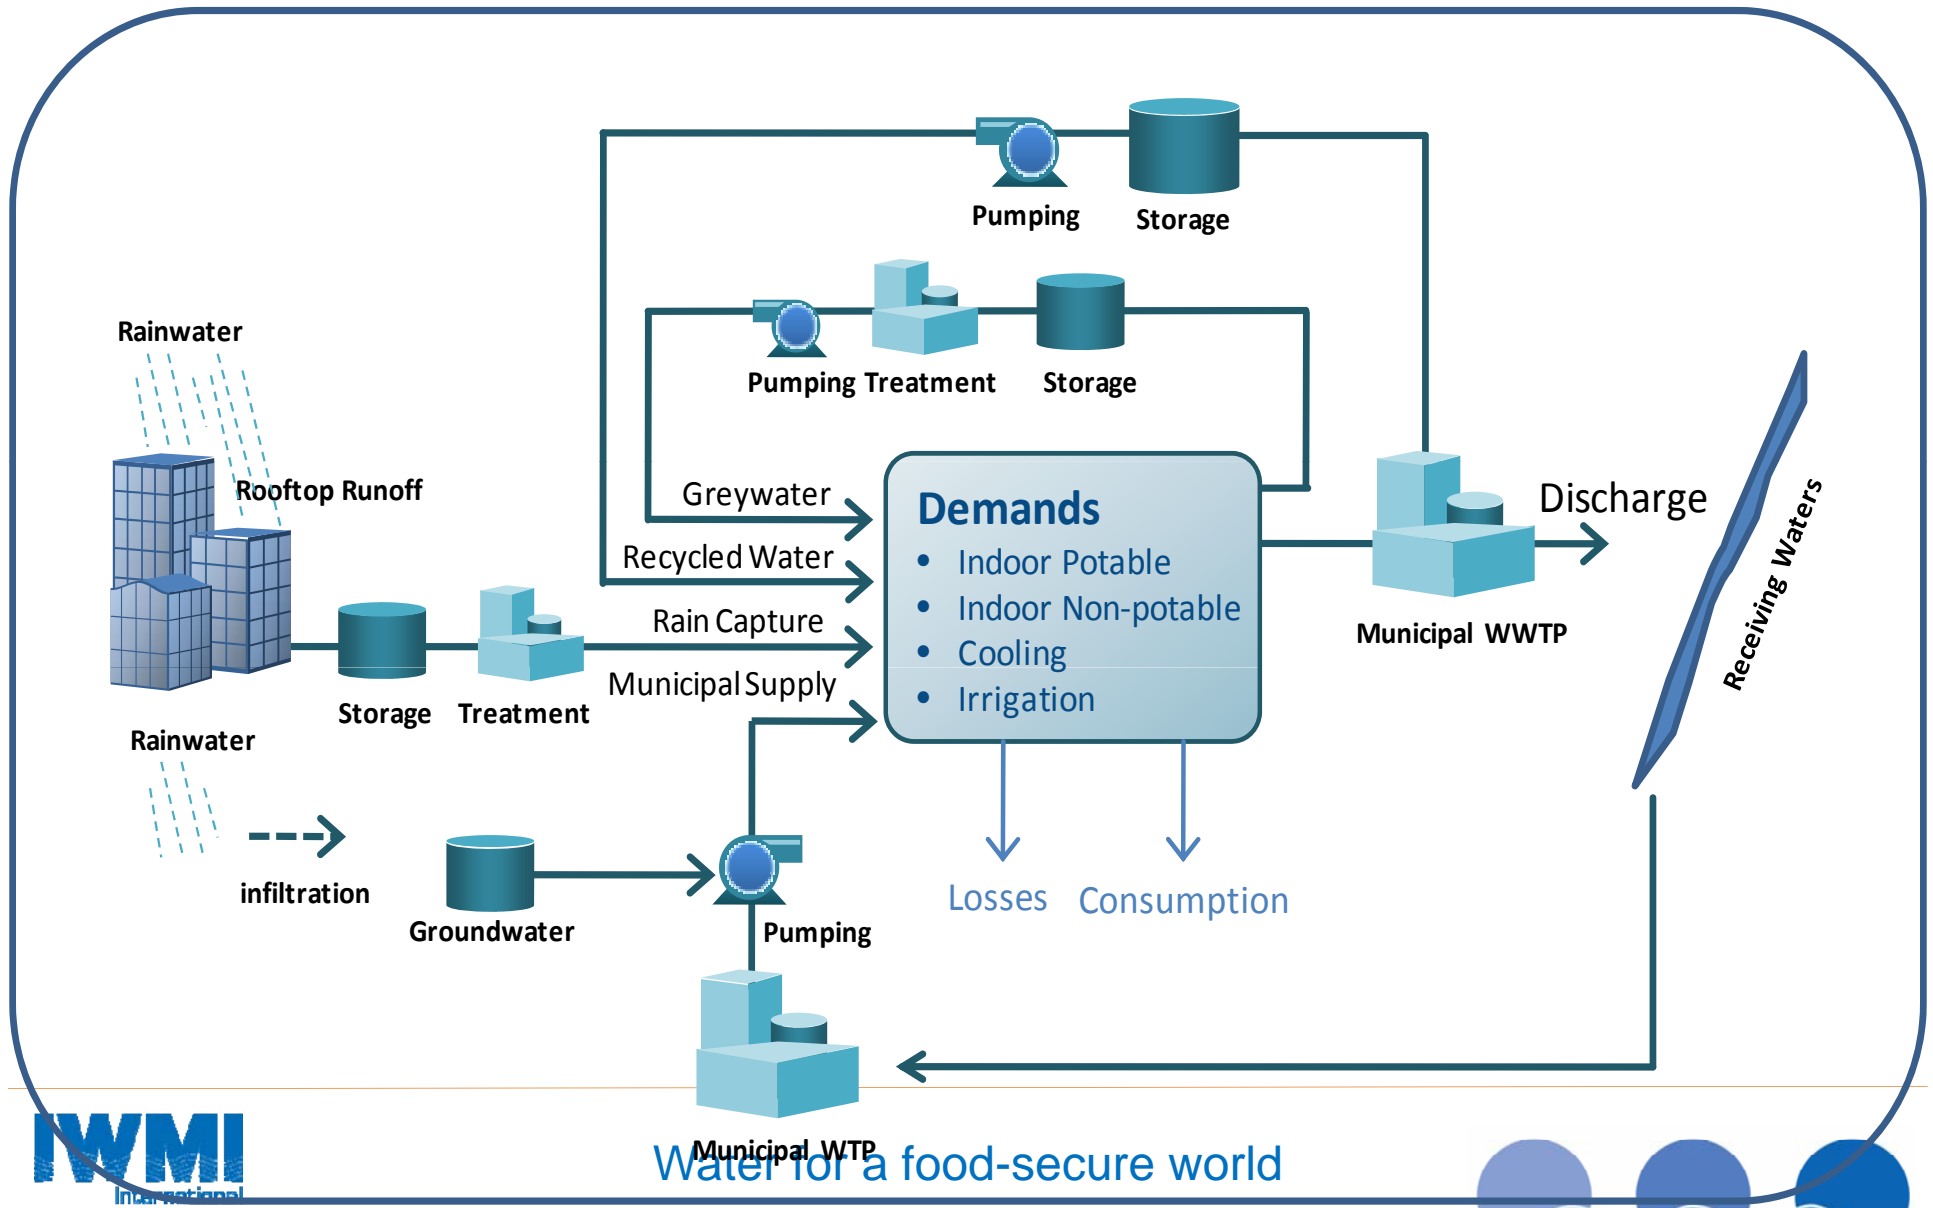 Pumping
Storage
Rainwater
Pumping Treatment Storage
Rooftop Runoff
Greywater
Recycled Water
Rain Capture
Municipal Supply
Demands
• Indoor Potable
• Indoor Non-potable
• Cooling
• Irrigation
Discharge
Municipal WWTP
Receiving Waters
Storage
Treatment
Rainwater
infiltration
Groundwater
Pumping
Losses
Consumption
Municipal WTP
IWMI
International
Water for a food-secure world